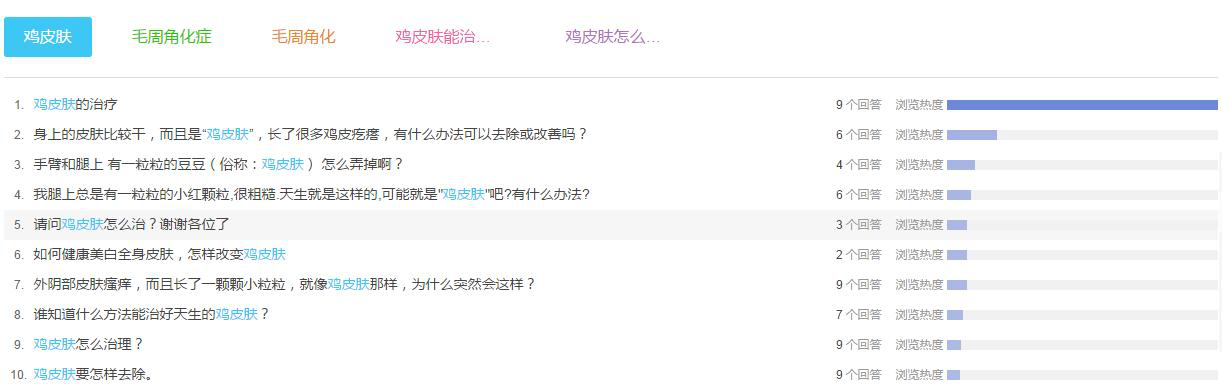 鸡皮肤 毛周角化症 毛周角化 鸡皮肤能治... 鸡皮肤怎么...
1. 鸡皮肤的治疗 9 个回答 浏览热度
2. 身上的皮肤比较干，而且是“鸡皮肤”，长了很多鸡皮疙瘩，有什么办法可以去除或改善吗？ 6 个回答 浏览热度
3. 手臂和腿上 有一粒粒的豆豆（俗称：鸡皮肤） 怎么弄掉啊？ 4 个回答 浏览热度
4. 我腿上总是有一粒粒的小红颗粒,很粗糙.天生就是这样的,可能就是"鸡皮肤"吧?有什么办法? 6 个回答 浏览热度
5. 请问鸡皮肤怎么治？谢谢各位了 3 个回答 浏览热度
6. 如何健康美白全身皮肤，怎样改变鸡皮肤 2 个回答 浏览热度
7. 外阴部皮肤瘙痒，而且长了一颗颗小粒粒，就像鸡皮肤那样，为什么突然会这样？ 9 个回答 浏览热度
8. 谁知道什么方法能治好天生的鸡皮肤？ 7 个回答 浏览热度
9. 鸡皮肤怎么治理？ 9 个回答 浏览热度
10. 鸡皮肤要怎样去除。 9 个回答 浏览热度